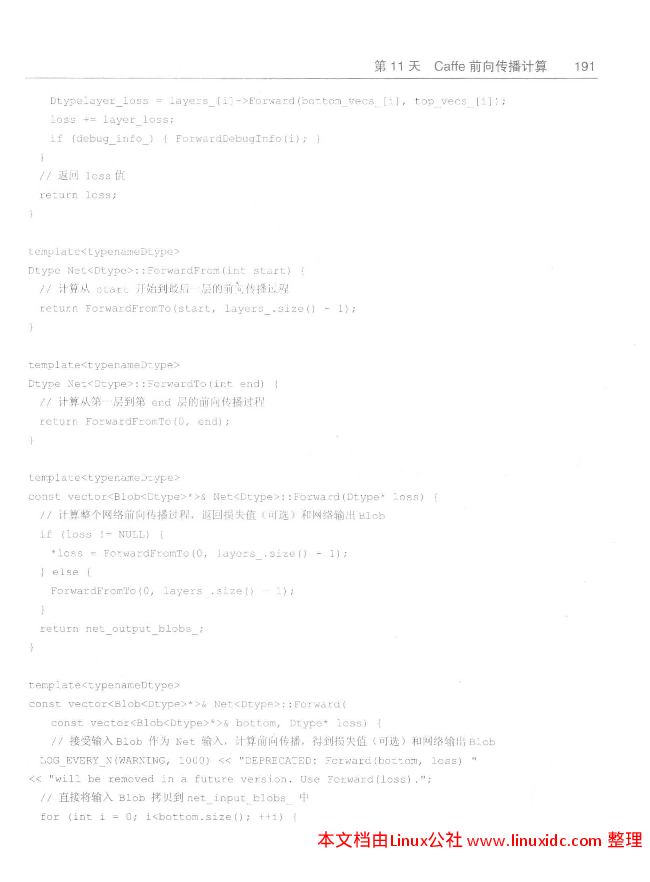 第 11 天 Caffe 前向传播计算 191
Dtypelayer_loss = layers_[i]->Forward(bottom_vecs_[i], top_vecs_[i]);
loss += layer_loss;
if (debug_info_) { ForwardDebugInfo(i); }
}
// 返回 loss 值
return loss;
}
template<typenameDtype>
Dtype Net<Dtype>::ForwardFrom(int start) {
// 计算从 start 开始到最后一层的前向传播过程
return ForwardFromTo(start, layers_.size() - 1);
}
template<typenameDtype>
Dtype Net<Dtype>::ForwardTo(int end) {
// 计算从第一层到第 end 层的前向传播过程
return ForwardFromTo(0, end);
}
template<typenameDtype>
const vector<Blob<Dtype>*>& Net<Dtype>::Forward(Dtype* loss) {
// 计算整个网络前向传播过程，返回损失值（可选）和网络输出 Blob
if (loss != NULL) {
*loss = ForwardFromTo(0, layers_.size() - 1);
} else {
ForwardFromTo(0, layers_.size() - 1);
}
return net_output_blobs_;
}
template<typenameDtype>
const vector<Blob<Dtype>*>& Net<Dtype>::Forward(
const vector<Blob<Dtype>*>& bottom, Dtype* loss) {
// 接受输入 Blob 作为 Net 输入，计算前向传播，得到损失值（可选）和网络输出 Blob
LOG_EVERY_N(WARNING, 1000) << "DEPRECATED: Forward(bottom, loss) "
<< "will be removed in a future version. Use Forward(loss).";
// 直接将输入 Blob 拷贝到 net_input_blobs_ 中
for (int i = 0; i<bottom.size(); ++i) {
本文档由Linux公社 www.linuxidc.com 整理